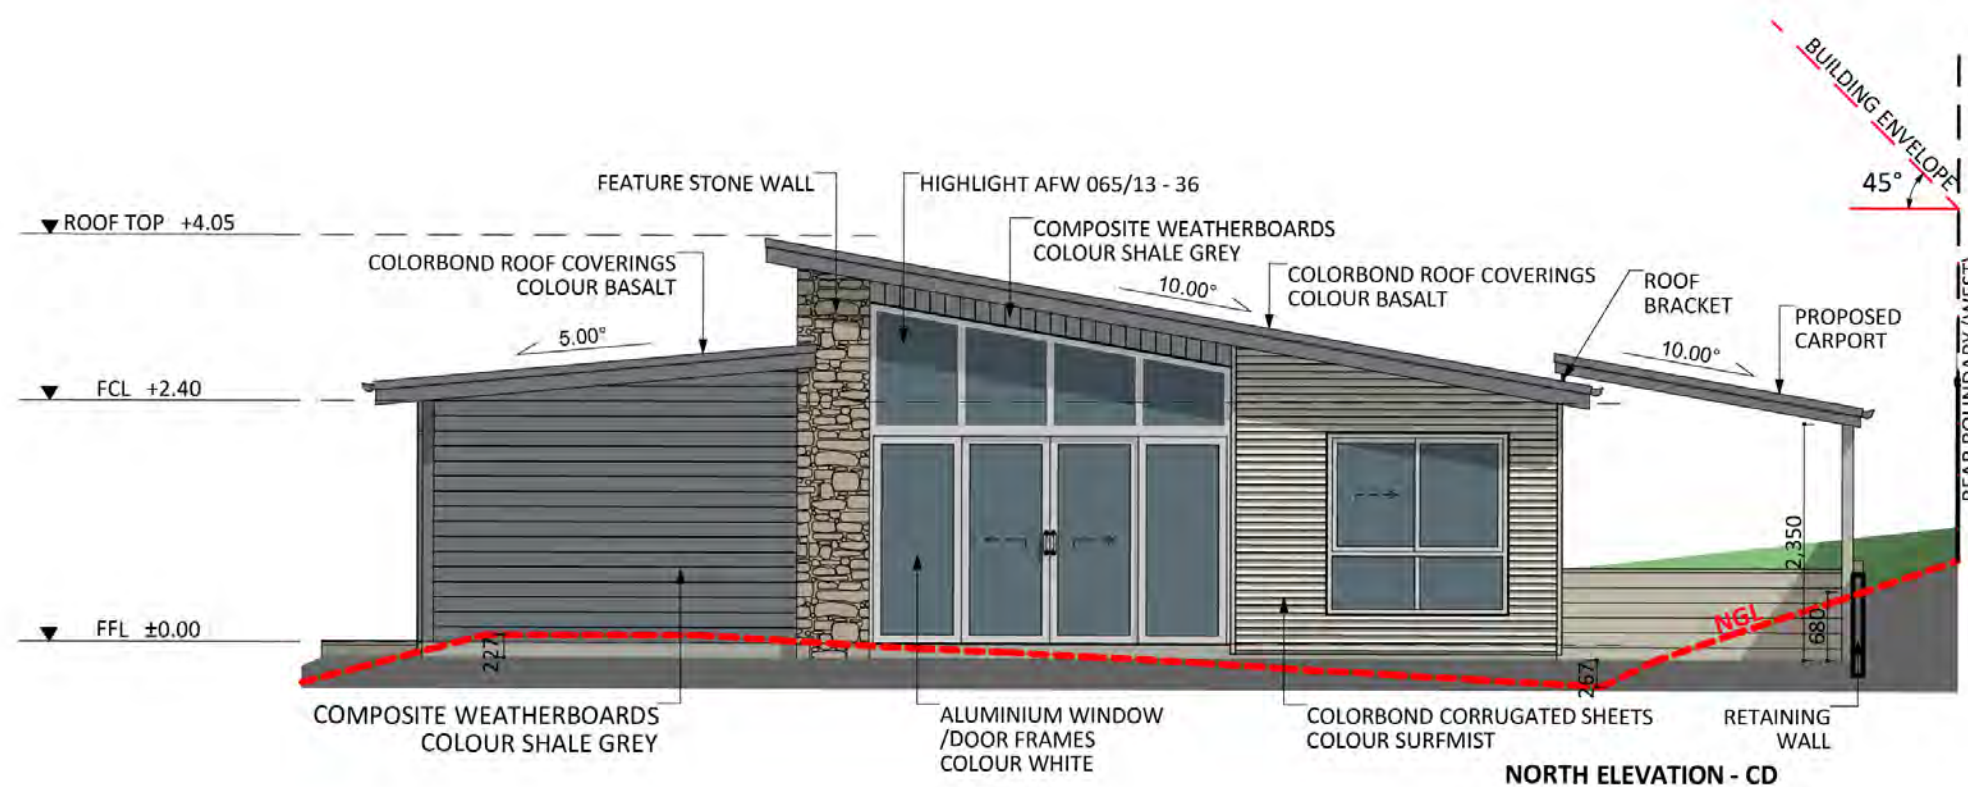 BUILDING ENVELOPE
45°
FEATURE STONE WALL
HIGHLIGHT AFW 065/13 - 36
ROOF TOP +4.05
COMPOSITE WEATHERBOARDS
COLOUR SHALE GREY
COLORBOND ROOF COVERINGS
COLOUR BASALT
COLORBOND ROOF COVERINGS
COLOUR BASALT
ROOF
BRACKET
10.00°
PROPOSED
CARPORT
5.00°
10.00°
FCL +2.40
REAR BOUNDARY (WEST)
2,350
FFL ±0.00
NGL
680
227
267
COMPOSITE WEATHERBOARDS
COLOUR SHALE GREY
ALUMINIUM WINDOW
/DOOR FRAMES
COLOUR WHITE
COLORBOND CORRUGATED SHEETS
COLOUR SURFMIST
RETAINING
WALL
NORTH ELEVATION - CD